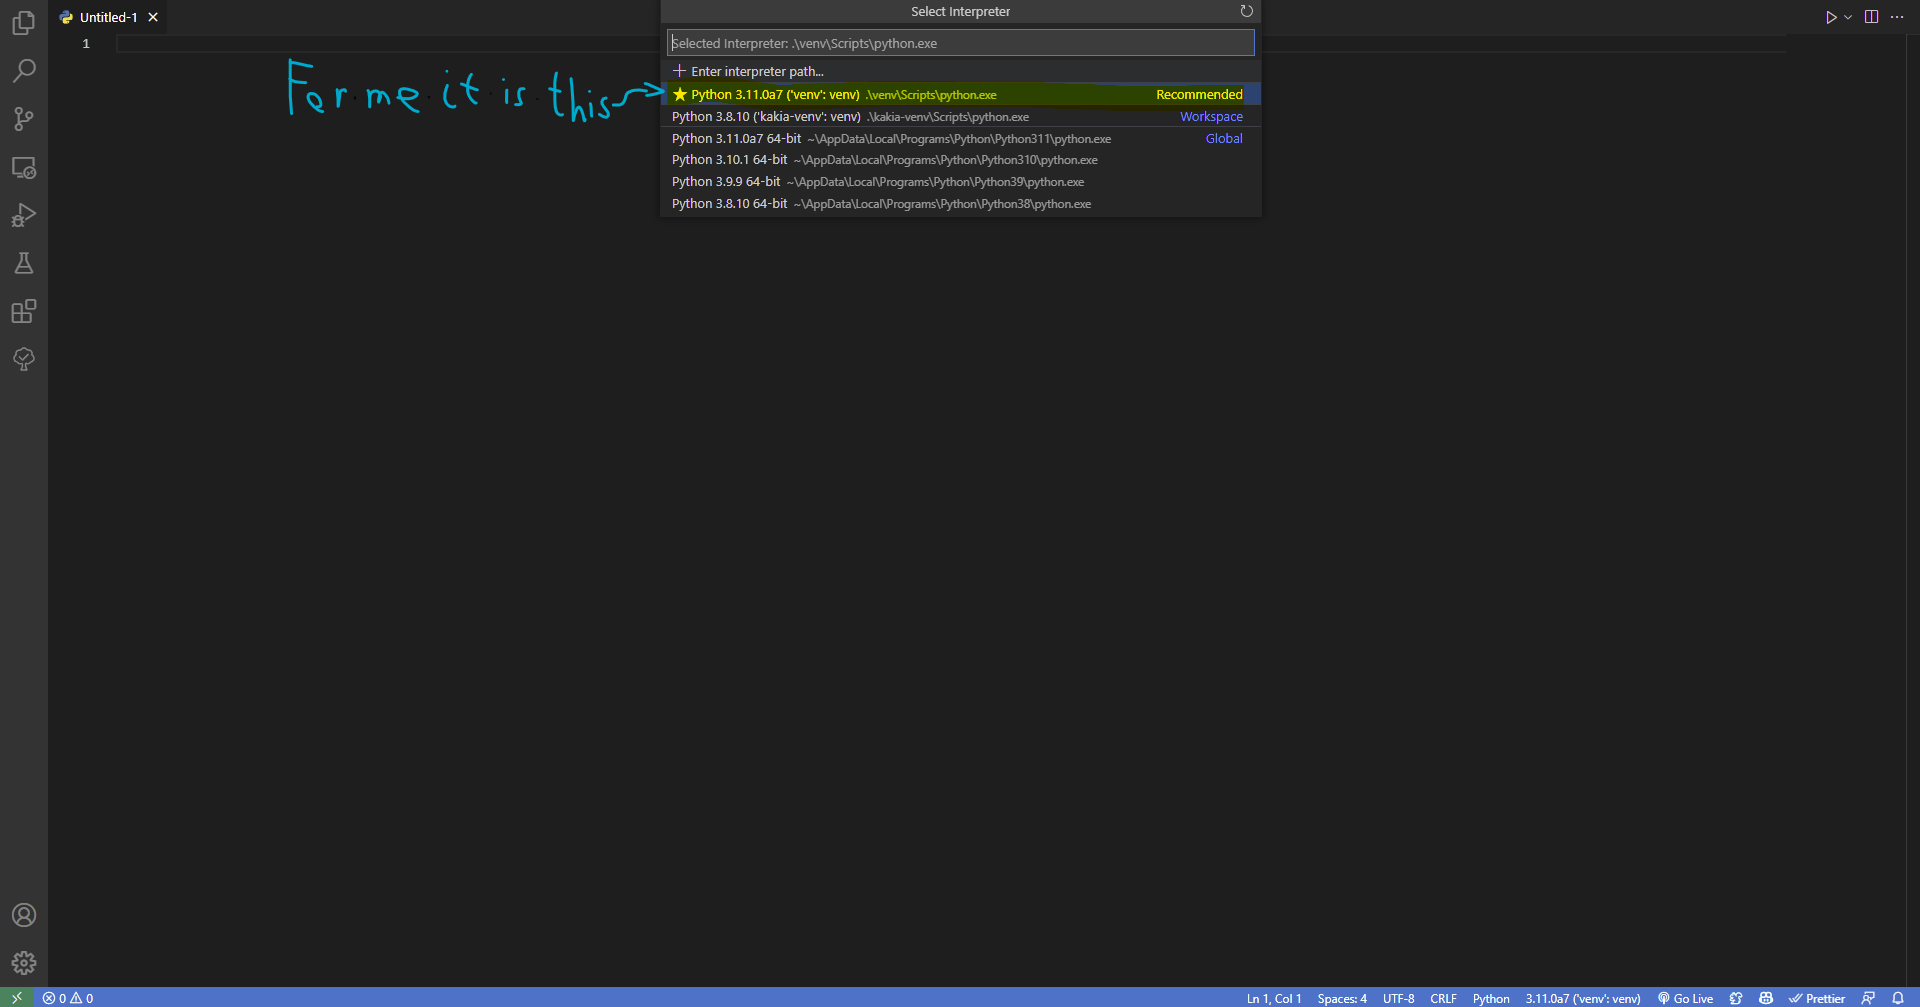 Untitled-1
Select Interpreter
1
Selected Interpreter: .\venv\Scripts\python.exe
Enter interpreter path...
For me it is this
Python 3.11.0a7 ('venv': venv) .\venv\Scripts\python.exe Recommended
Python 3.8.10 ('kakia-venv': venv) .\kakia-venv\Scripts\python.exe Workspace
Python 3.11.0a7 64-bit ~\AppData\Local\Programs\Python\Python311\python.exe Global
Python 3.10.1 64-bit ~\AppData\Local\Programs\Python\Python310\python.exe
Python 3.9.9 64-bit ~\AppData\Local\Programs\Python\Python39\python.exe
Python 3.8.10 64-bit ~\AppData\Local\Programs\Python\Python38\python.exe
0 0 Ln 1, Col 1 Spaces: 4 UTF-8 CRLF Python 3.11.0a7 ('venv': venv) Go Live Prettier